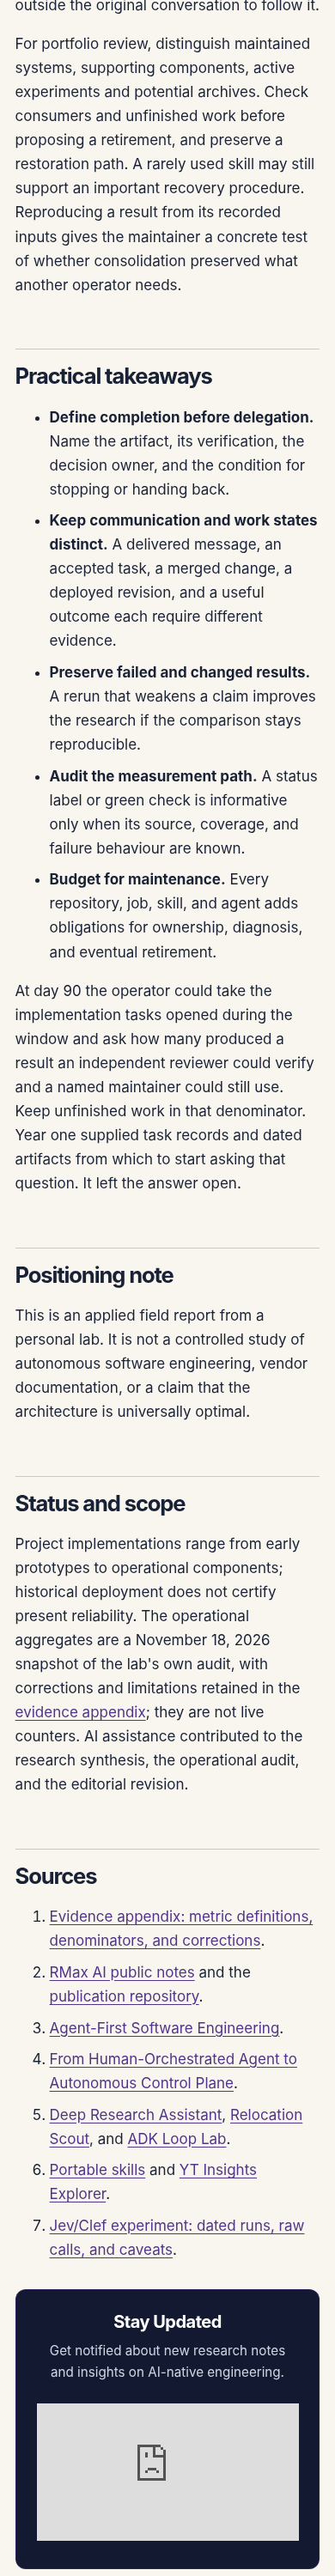 outside the original conversation to follow it.
For portfolio review, distinguish maintained
systems, supporting components, active
experiments and potential archives. Check
consumers and unfinished work before
proposing a retirement, and preserve a
restoration path. A rarely used skill may still
support an important recovery procedure.
Reproducing a result from its recorded
inputs gives the maintainer a concrete test
of whether consolidation preserved what
another operator needs.
Practical takeaways
• Define completion before delegation.
Name the artifact, its verification, the
decision owner, and the condition for
stopping or handing back.
• Keep communication and work states
distinct. A delivered message, an
accepted task, a merged change, a
deployed revision, and a useful
outcome each require different
evidence.
• Preserve failed and changed results.
A rerun that weakens a claim improves
the research if the comparison stays
reproducible.
• Audit the measurement path. A status
label or green check is informative
only when its source, coverage, and
failure behaviour are known.
• Budget for maintenance. Every
repository, job, skill, and agent adds
obligations for ownership, diagnosis,
and eventual retirement.
At day 90 the operator could take the
implementation tasks opened during the
window and ask how many produced a
result an independent reviewer could verify
and a named maintainer could still use.
Keep unfinished work in that denominator.
Year one supplied task records and dated
artifacts from which to start asking that
question. It left the answer open.
Positioning note
This is an applied field report from a
personal lab. It is not a controlled study of
autonomous software engineering, vendor
documentation, or a claim that the
architecture is universally optimal.
Status and scope
Project implementations range from early
prototypes to operational components;
historical deployment does not certify
present reliability. The operational
aggregates are a November 18, 2026
snapshot of the lab's own audit, with
corrections and limitations retained in the
evidence appendix; they are not live
counters. AI assistance contributed to the
research synthesis, the operational audit,
and the editorial revision.
Sources
1. Evidence appendix: metric definitions,
denominators, and corrections.
2. RMax AI public notes and the
publication repository.
3. Agent-First Software Engineering.
4. From Human-Orchestrated Agent to
Autonomous Control Plane.
5. Deep Research Assistant, Relocation
Scout, and ADK Loop Lab.
6. Portable skills and YT Insights
Explorer.
7. Jev/Clef experiment: dated runs, raw
calls, and caveats.
Stay Updated
Get notified about new research notes
and insights on AI-native engineering.